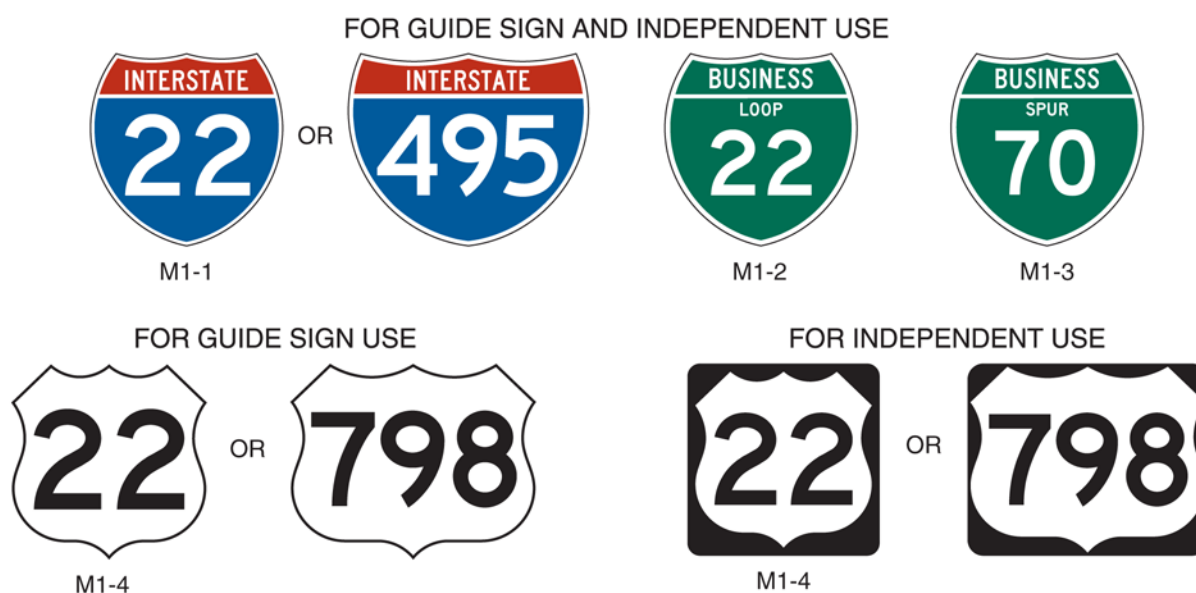 FOR GUIDE SIGN AND INDEPENDENT USE
INTERSTATE
22
OR
INTERSTATE
495
BUSINESS
LOOP
22
BUSINESS
SPUR
70
M1-1
M1-2
M1-3
FOR GUIDE SIGN USE
FOR INDEPENDENT USE
22
OR
798
22
OR
798
M1-4
M1-4